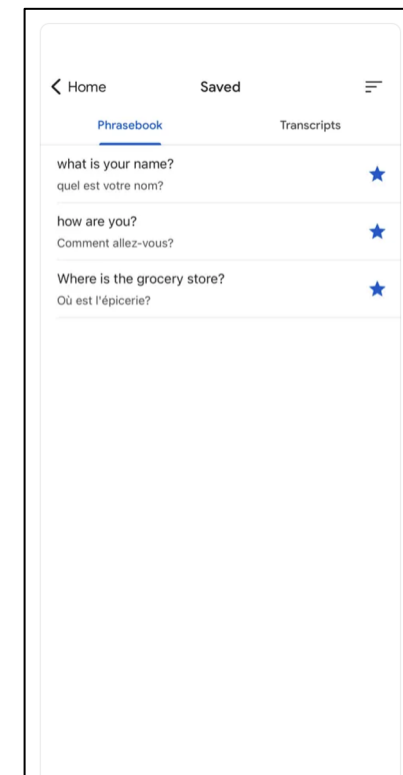 Home Saved
Phrasebook Transcripts
what is your name?
quel est votre nom?
how are you?
Comment allez-vous?
Where is the grocery store?
Où est l'épicerie?